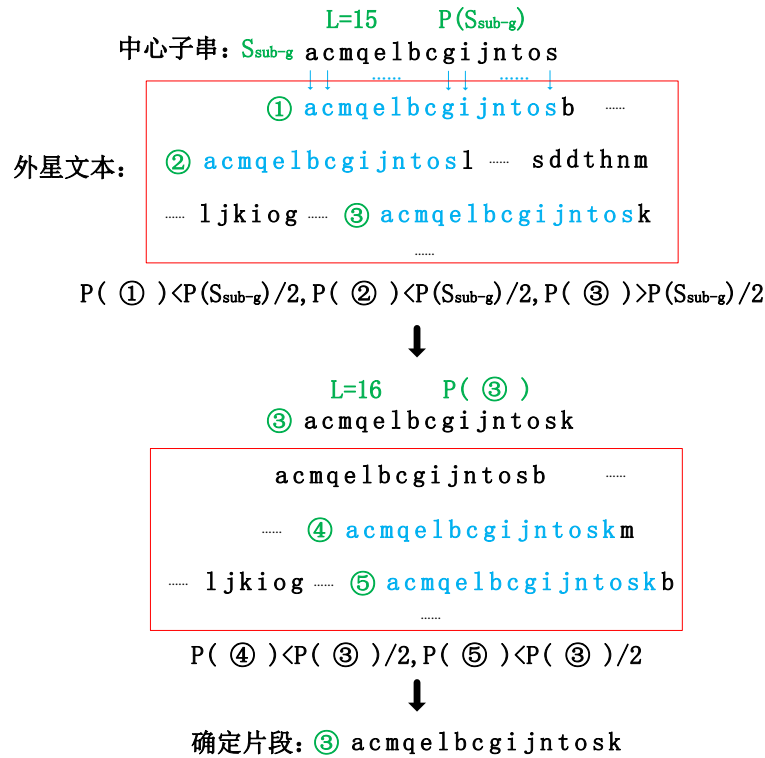 L=15 P(Ssub-g)
中心子串: Ssub-g acmqelbcgijntos
……  ……
① acmqelbcgijntosb ……
外星文本: ② acmqelbcgijntosl …… sddthnm
…… ljkiog …… ③ acmqelbcgijntosk
……
P( ① )<P(Ssub-g)/2,P( ② )<P(Ssub-g)/2,P( ③ )>P(Ssub-g)/2
L=16 P( ③ )
③ acmqelbcgijntosk
acmqelbcgijntosb ……
…… ④ acmqelbcgijntoskm
…… ljkiog …… ⑤ acmqelbcgijntoskb
……
P( ④ )<P( ③ )/2,P( ⑤ )<P( ③ )/2
确定片段: ③ acmqelbcgijntosk